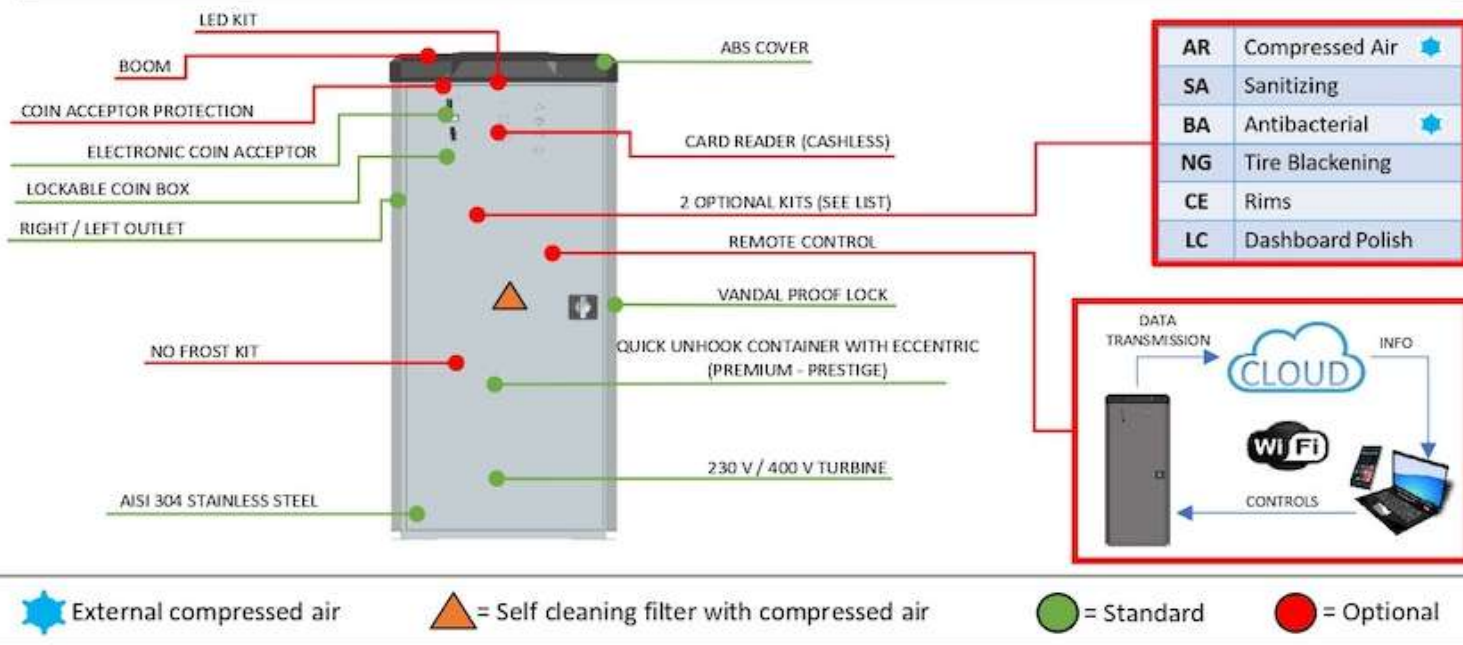 LED KIT
BOOM
COIN ACCEPTOR PROTECTION
ELECTRONIC COIN ACCEPTOR
LOCKABLE COIN BOX
RIGHT / LEFT OUTLET
NO FROST KIT
AISI 304 STAINLESS STEEL
ABS COVER
CARD READER (CASHLESS)
2 OPTIONAL KITS (SEE LIST)
REMOTE CONTROL
VANDAL PROOF LOCK
QUICK UNHOOK CONTAINER WITH ECCENTRIC
(PREMIUM - PRESTIGE)
230 V / 400 V TURBINE
AR Compressed Air
SA Sanitizing
BA Antibacterial
NG Tire Blackening
CE Rims
LC Dashboard Polish
DATA
TRANSMISSION
CLOUD
INFO
WiFi
CONTROLS
External compressed air
= Self cleaning filter with compressed air
= Standard
= Optional